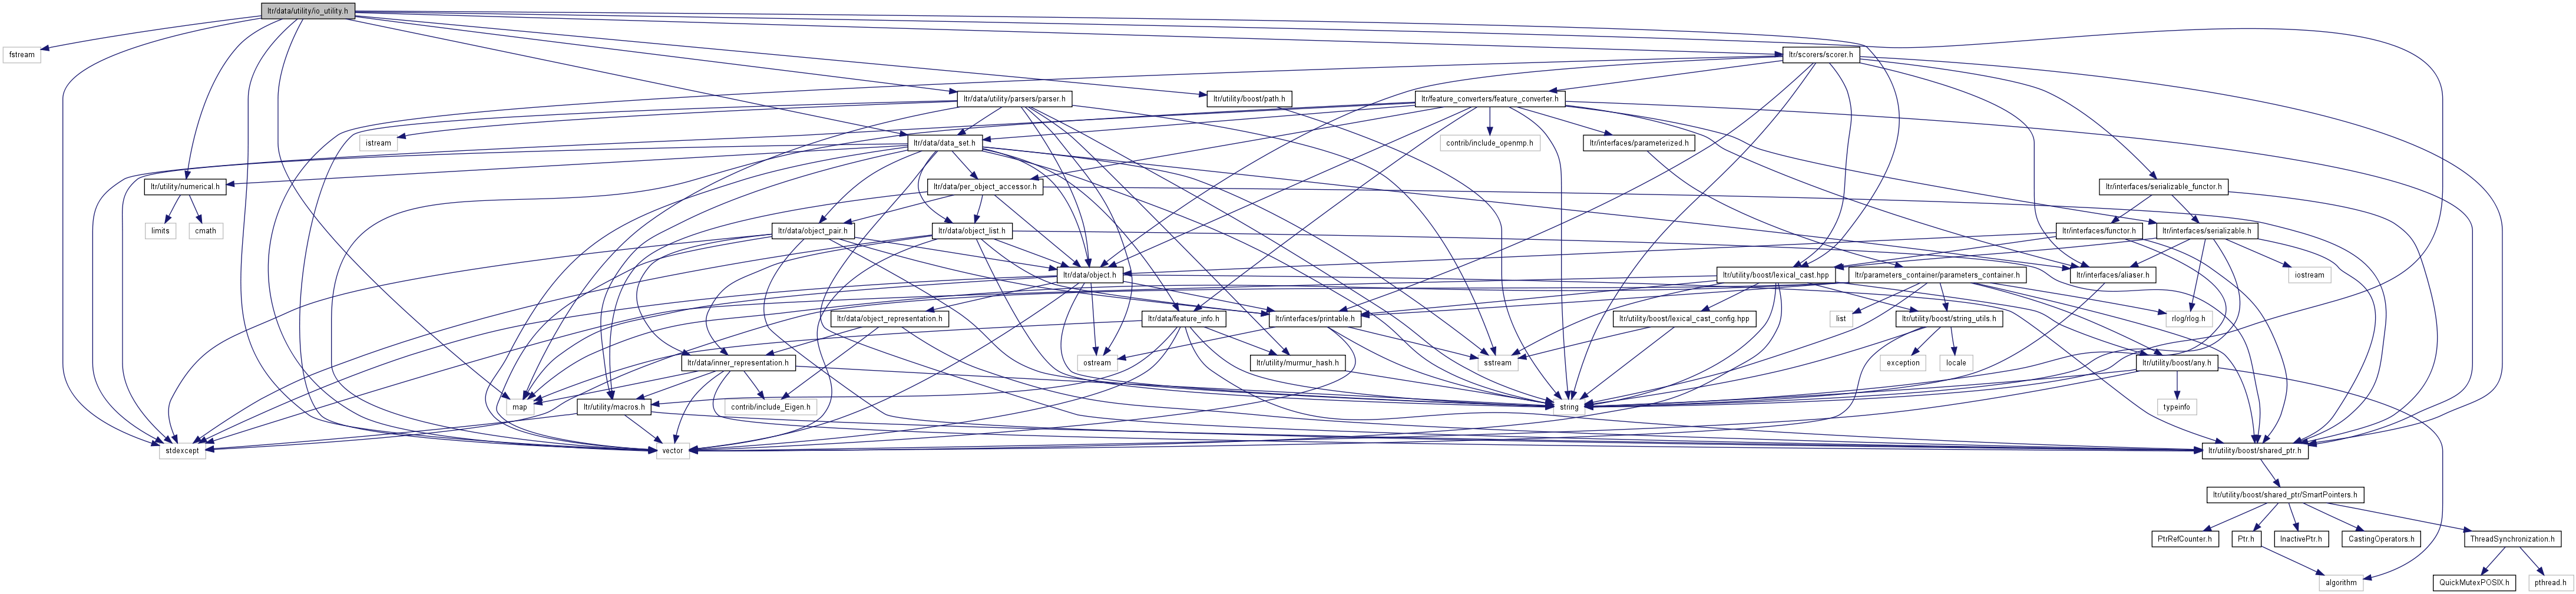 ltr/data/utility/io_utility.h
fstream
ltr/scorers/scorer.h
ltr/data/utility/parsers/parser.h
ltr/utility/boost/path.h
ltr/feature_converters/feature_converter.h
istream
ltr/data/data_set.h
contrib/include_openmp.h
ltr/interfaces/parameterized.h
ltr/utility/numerical.h
ltr/data/per_object_accessor.h
ltr/interfaces/serializable_functor.h
limits
cmath
ltr/data/object_pair.h
ltr/data/object_list.h
ltr/interfaces/functor.h
ltr/interfaces/serializable.h
ltr/data/object.h
ltr/utility/boost/lexical_cast.hpp
ltr/parameters_container/parameters_container.h
ltr/interfaces/aliaser.h
iostream
ltr/data/object_representation.h
ltr/data/feature_info.h
ltr/interfaces/printable.h
ltr/utility/boost/lexical_cast_config.hpp
list
ltr/utility/boost/string_utils.h
rlog/rlog.h
ltr/data/inner_representation.h
ostream
ltr/utility/murmur_hash.h
sstream
exception
locale
ltr/utility/boost/any.h
map
ltr/utility/macros.h
contrib/include_Eigen.h
string
typeinfo
stdexcept
vector
ltr/utility/boost/shared_ptr.h
ltr/utility/boost/shared_ptr/SmartPointers.h
PtrRefCounter.h
Ptr.h
InactivePtr.h
CastingOperators.h
ThreadSynchronization.h
algorithm
QuickMutexPOSIX.h
pthread.h